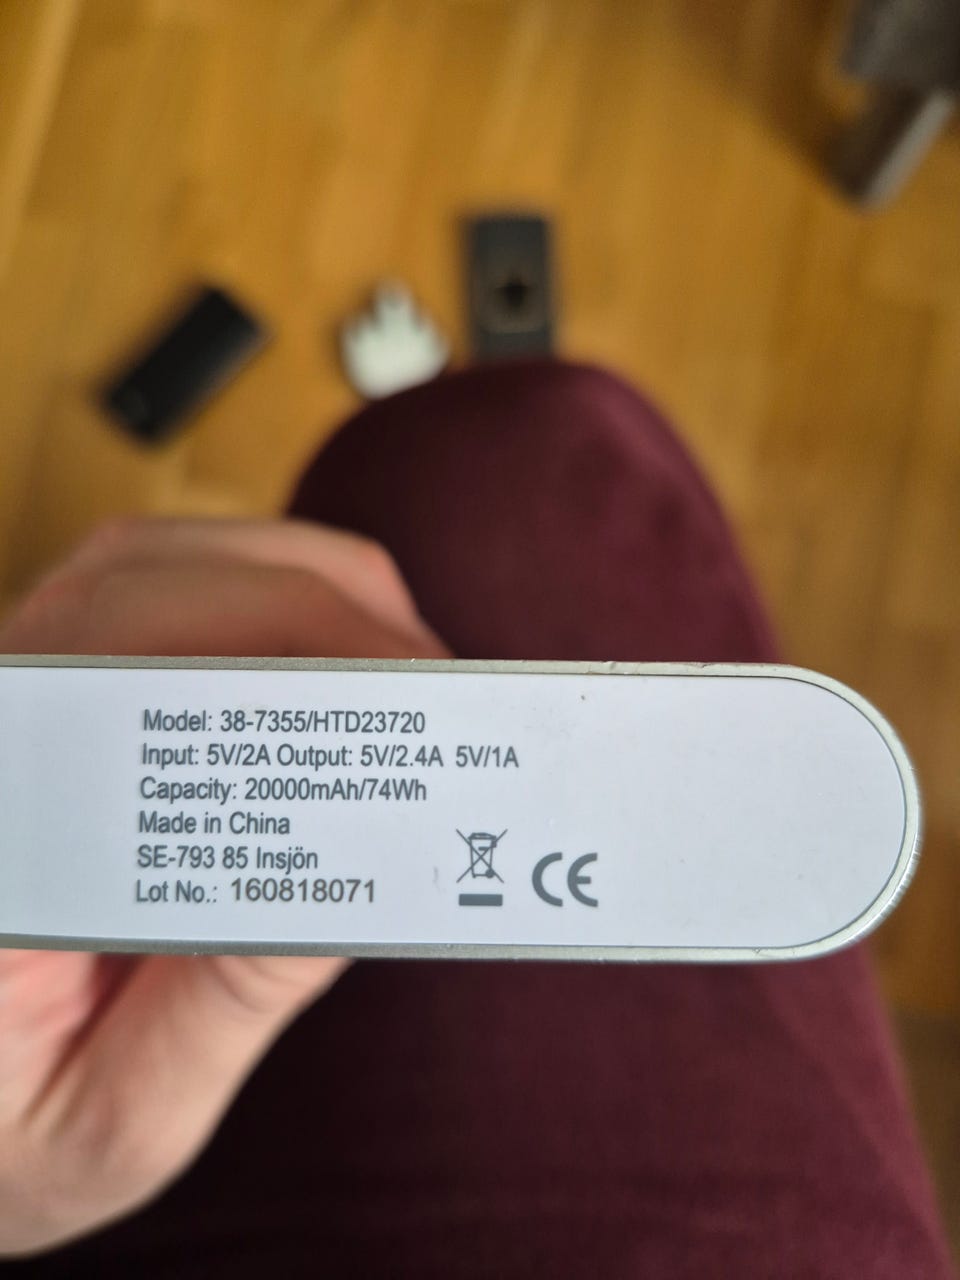 Model: 38-7355/HTD23720
Input: 5V/2A Output: 5V/2.4A 5V/1A
Capacity: 20000mAh/74Wh
Made in China
SE-793 85 Insjön
Lot No.: 160818071
CE